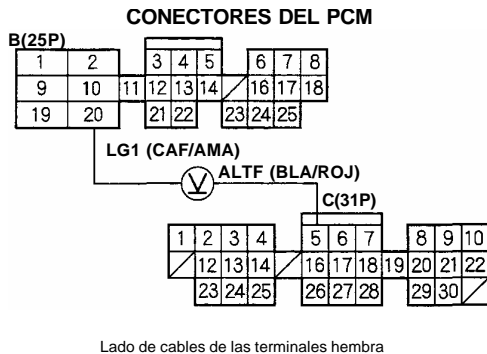 CONECTORES DEL PCM
B(25P)
1 2 3 4 5 6 7 8
9 10 11 12 13 14 16 17 18
19 20 21 22 23 24 25
LG1 (CAF/AMA)
V
ALTF (BLA/ROJ)
C(31P)
1 2 3 4 5 6 7 8 9 10
12 13 14 16 17 18 19 20 21 22
23 24 25 26 27 28 29 30
Lado de cables de las terminales hembra